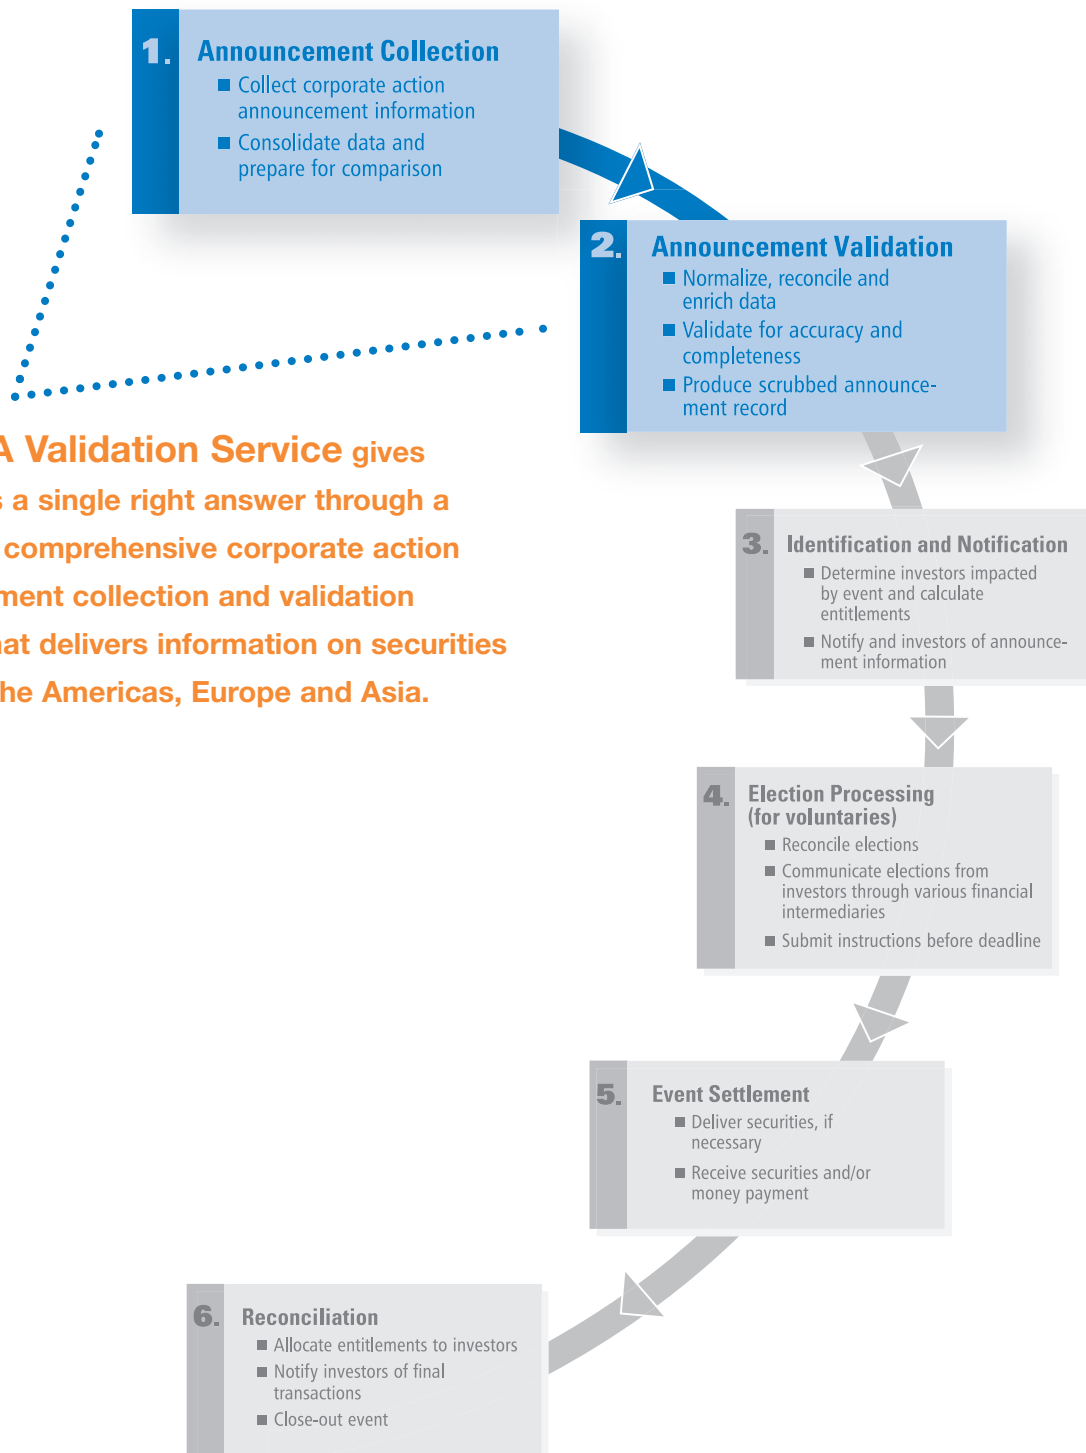 1. Announcement Collection
■ Collect corporate action
announcement information
■ Consolidate data and
prepare for comparison
2. Announcement Validation
■ Normalize, reconcile and
enrich data
■ Validate for accuracy and
completeness
■ Produce scrubbed announce-
ment record
A Validation Service gives
s a single right answer through a
comprehensive corporate action
ment collection and validation
hat delivers information on securities
he Americas, Europe and Asia.
3. Identification and Notification
■ Determine investors impacted
by event and calculate
entitlements
■ Notify and investors of announce-
ment information
4. Election Processing
(for voluntaries)
■ Reconcile elections
■ Communicate elections from
investors through various financial
intermediaries
■ Submit instructions before deadline
5. Event Settlement
■ Deliver securities, if
necessary
■ Receive securities and/or
money payment
6. Reconciliation
■ Allocate entitlements to investors
■ Notify investors of final
transactions
■ Close-out event